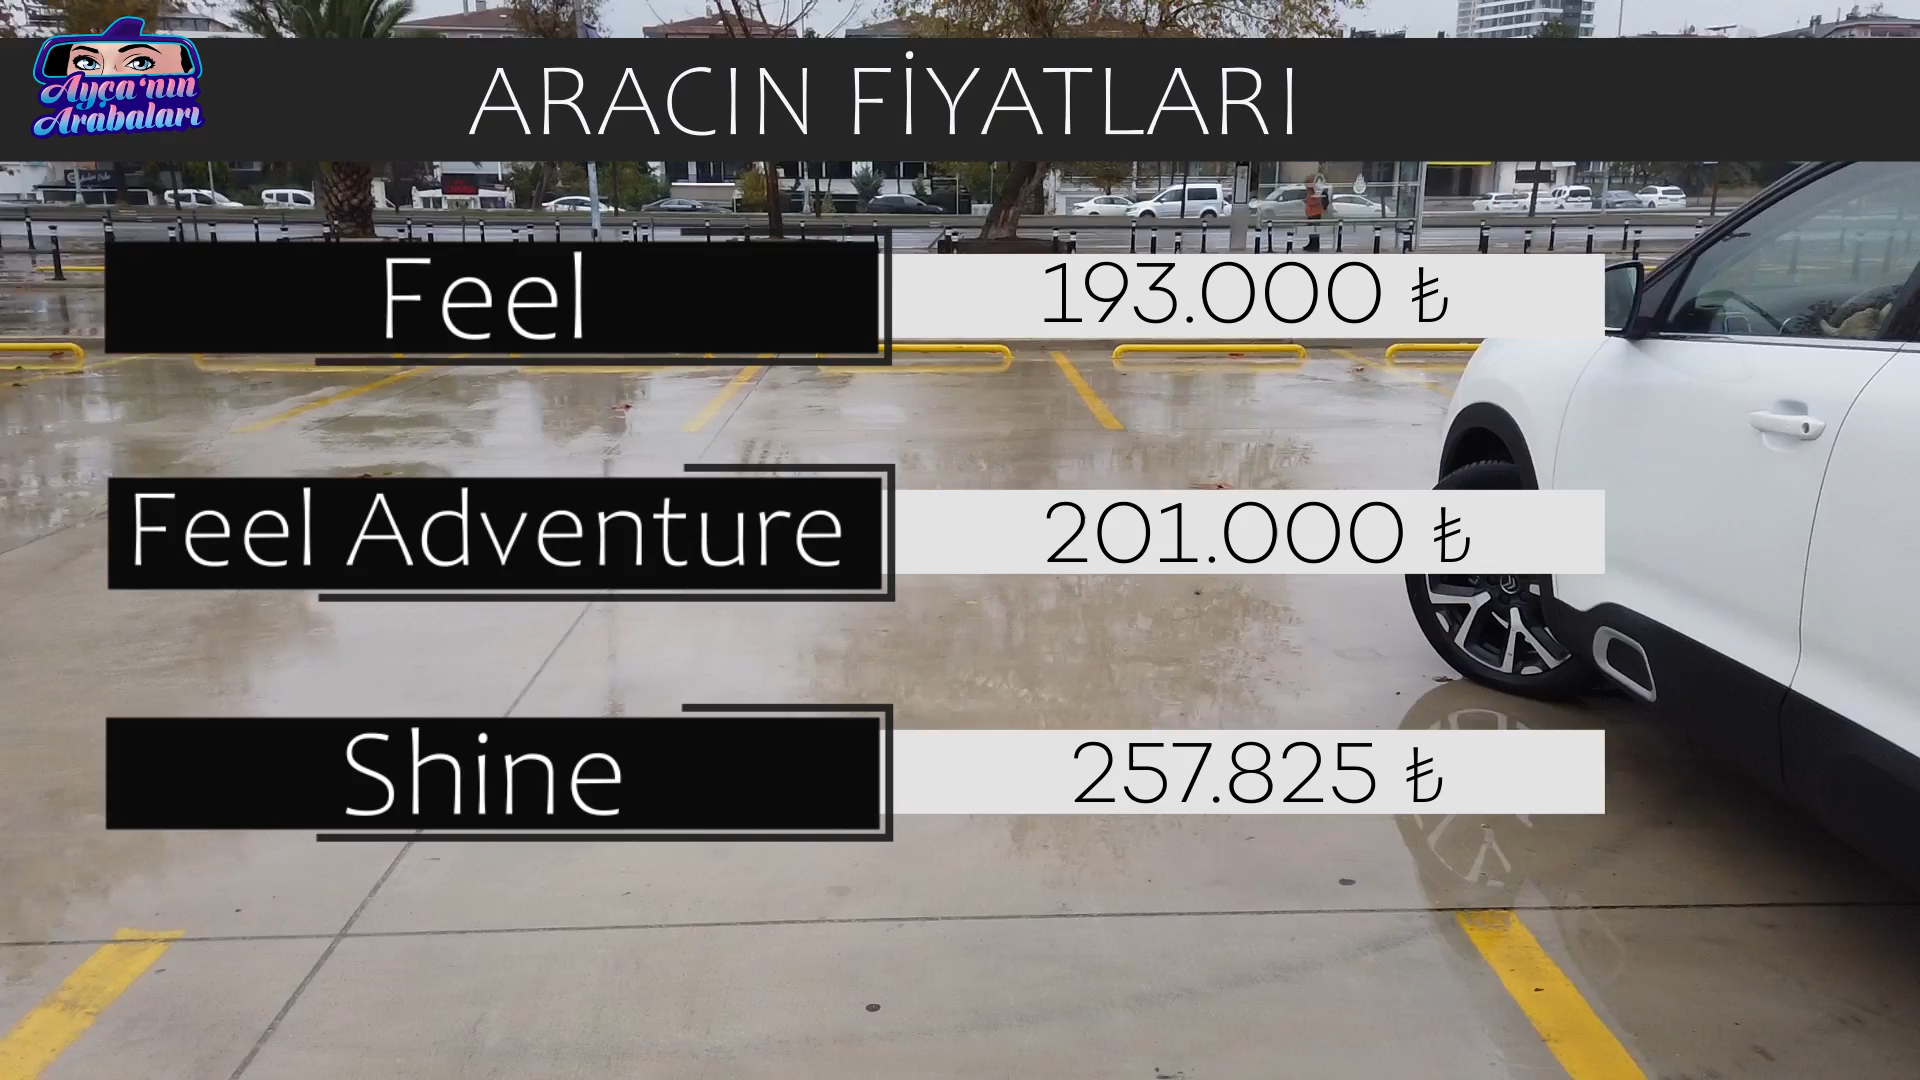 Ayça'nın
Arabaları
ARACIN FİYATLARI
Feel
193.000 ₺
Feel Adventure
201.000 ₺
Shine
257.825 ₺